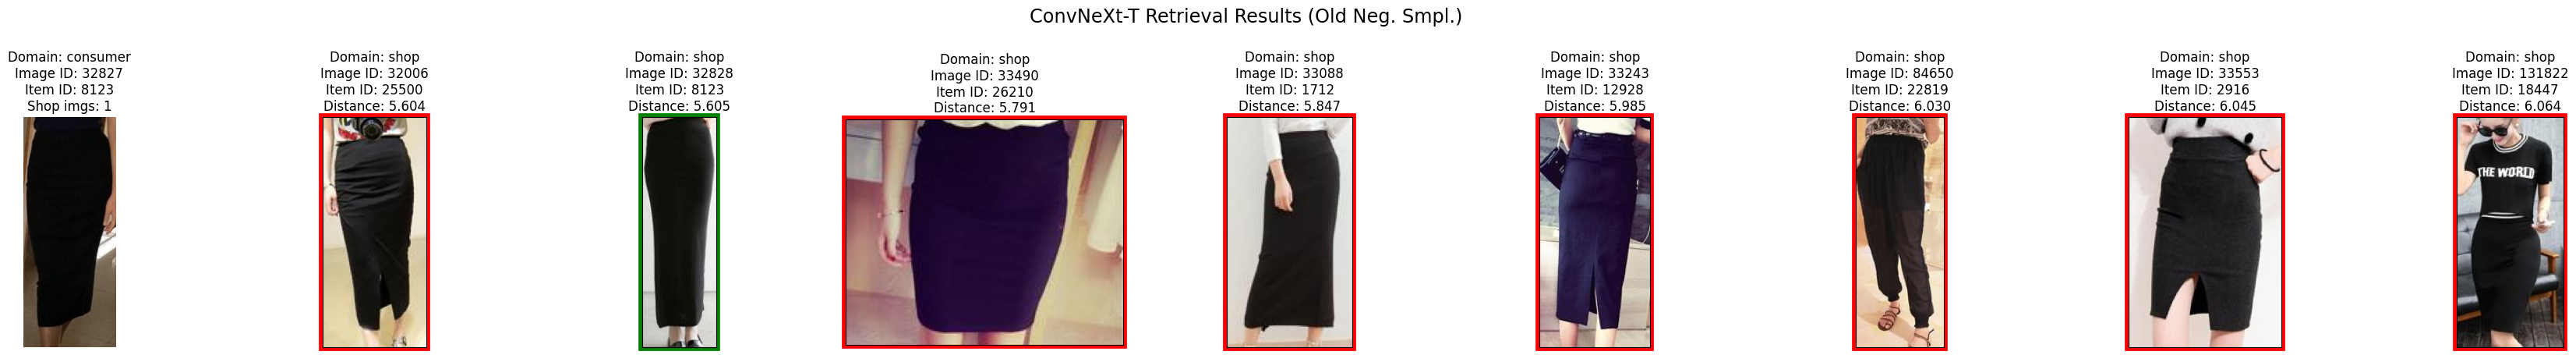 ConvNeXt-T Retrieval Results (Old Neg. Smpl.)
Domain: consumer
Image ID: 32827
Item ID: 8123
Shop imgs: 1
Domain: shop
Image ID: 32006
Item ID: 25500
Distance: 5.604
Domain: shop
Image ID: 32828
Item ID: 8123
Distance: 5.605
Domain: shop
Image ID: 33490
Item ID: 26210
Distance: 5.791
Domain: shop
Image ID: 33088
Item ID: 1712
Distance: 5.847
Domain: shop
Image ID: 33243
Item ID: 12928
Distance: 5.985
Domain: shop
Image ID: 84650
Item ID: 22819
Distance: 6.030
Domain: shop
Image ID: 33553
Item ID: 2916
Distance: 6.045
Domain: shop
Image ID: 131822
Item ID: 18447
Distance: 6.064
THE WORLD